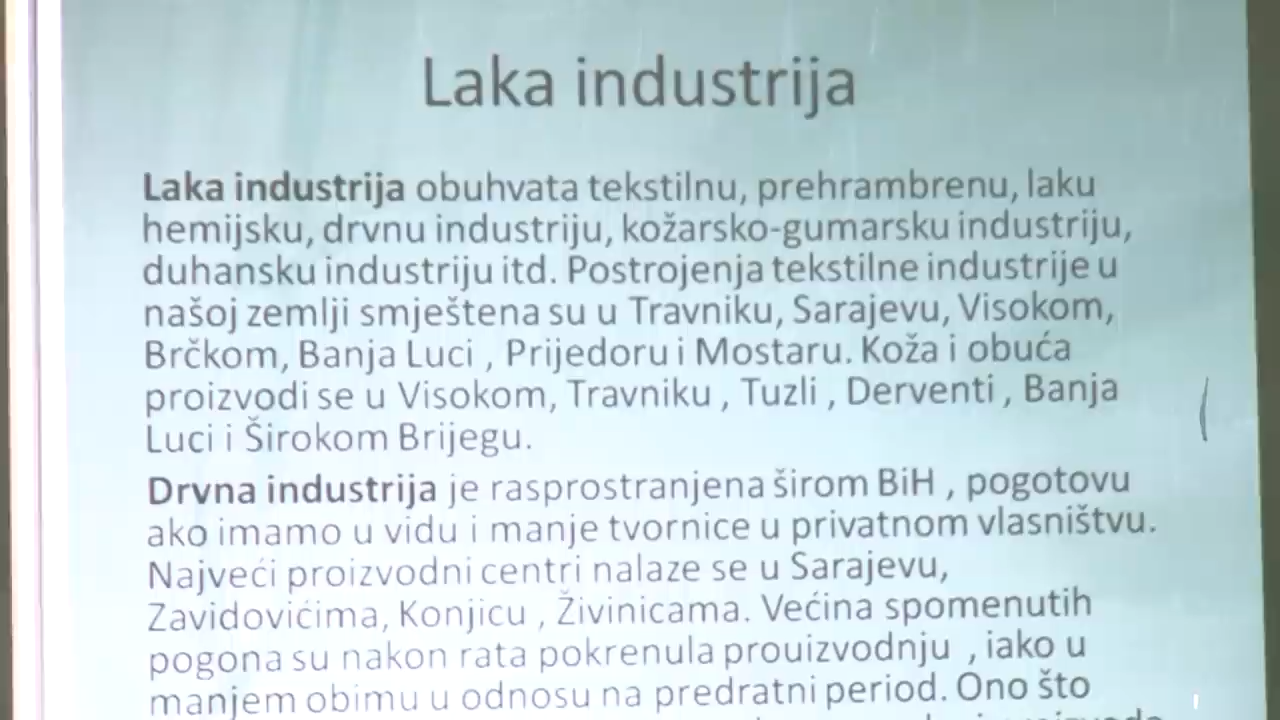 Laka industrija
Laka industrija obuhvata tekstilnu, prehrambrenu, laku
hemijsku, drvnu industriju, kožarsko-gumarsku industriju,
duhansku industriju itd. Postrojenja tekstilne industrije u
našoj zemlji smještena su u Travniku, Sarajevu, Visokom,
Brčkom, Banja Luci , Prijedoru i Mostaru. Koža i obuća
proizvodi se u Visokom, Travniku , Tuzli , Derventi , Banja
Luci i Širokom Brijegu.
Drvna industrija je rasprostranjena širom BiH , pogotovu
ako imamo u vidu i manje tvornice u privatnom vlasništvu.
Najveći proizvodni centri nalaze se u Sarajevu,
Zavidovićima, Konjicu , Živinicama. Većina spomenutih
pogona su nakon rata pokrenula prouizvodnju , iako u
manjem obimu u odnosu na predratni period. Ono što